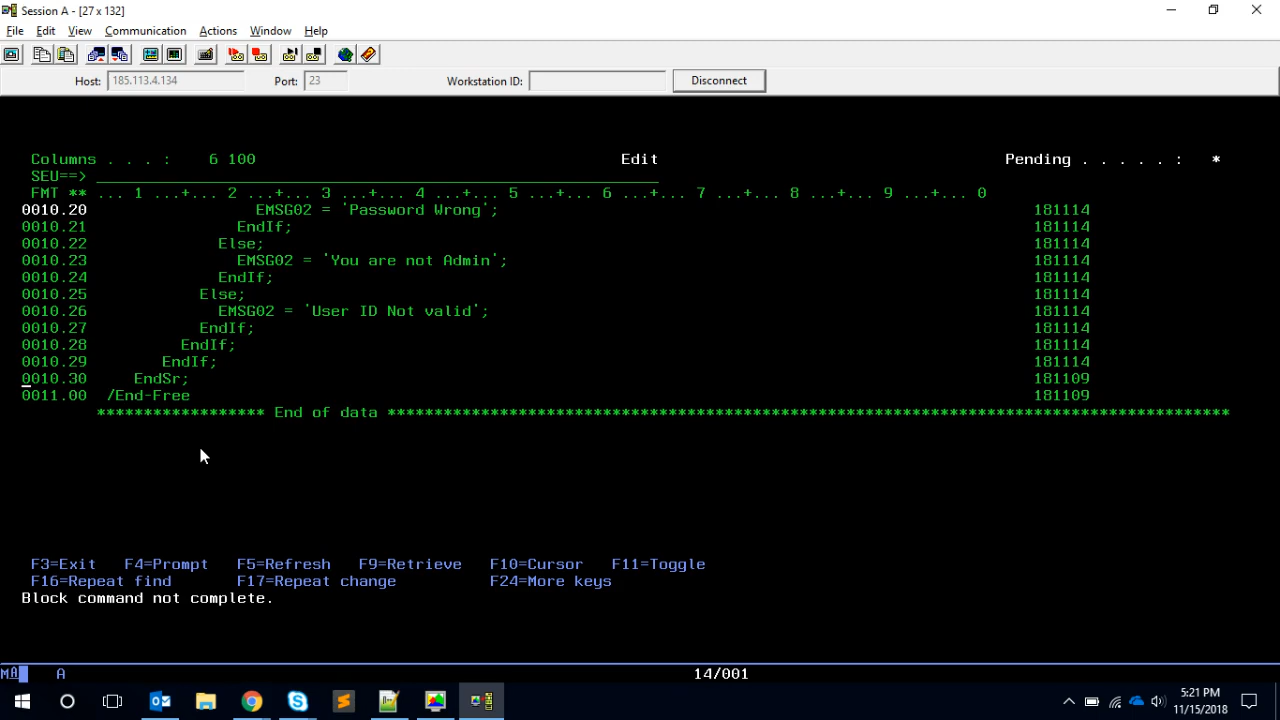 Session A - [27 x 132]
File Edit View Communication Actions Window Help
Host: 185.113.4.134 Port: 23 Workstation ID: Disconnect
Columns . . . : 6 100 Edit Pending . . . . . : *
SEU==>
FMT ** ... 1 ...+... 2 ...+... 3 ...+... 4 ...+... 5 ...+... 6 ...+... 7 ...+... 8 ...+... 9 ...+... 0
0010.20 EMSG02 = 'Password Wrong'; 181114
0010.21 EndIf; 181114
0010.22 Else; 181114
0010.23 EMSG02 = 'You are not Admin'; 181114
0010.24 EndIf; 181114
0010.25 Else; 181114
0010.26 EMSG02 = 'User ID Not valid'; 181114
0010.27 EndIf; 181114
0010.28 EndIf; 181114
0010.29 EndIf; 181114
0010.30 EndSr; 181109
0011.00 /End-Free 181109
****************** End of data ******************************************************************************************
F3=Exit F4=Prompt F5=Refresh F9=Retrieve F10=Cursor F11=Toggle
F16=Repeat find F17=Repeat change F24=More keys
Block command not complete.
MA A 14/001
5:21 PM
11/15/2018